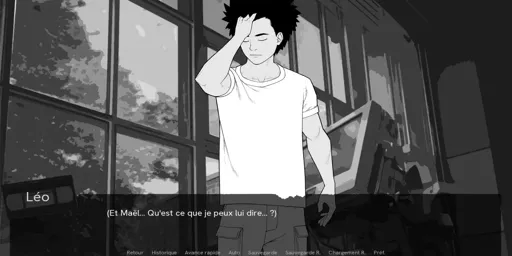 Léo
(Et Maël... Qu'est ce que je peux lui dire... ?)
Retour Historique Avance rapide Auto Sauvegarde Sauvegarde R. Chargement R. Préf.